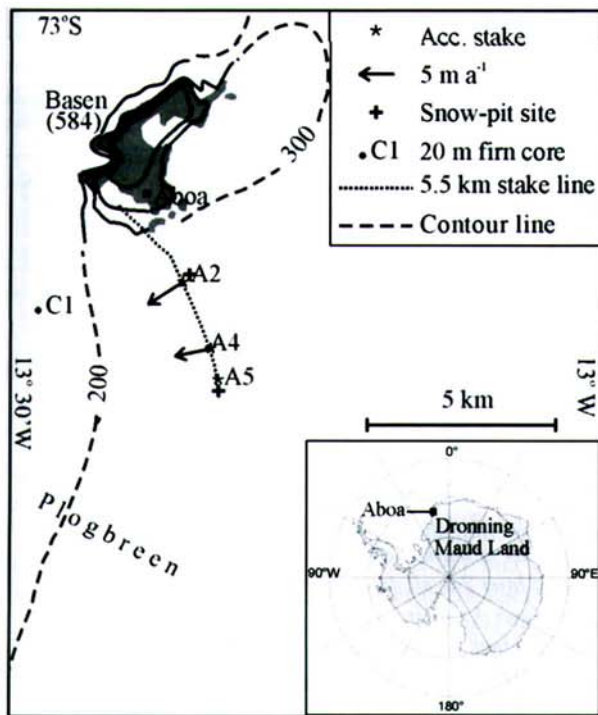 73°S
Basen
(584)
Aboa
300
C1
A2
A4
A5
200
13° 30' W
13° W
Plogbreen
Acc. stake
5 m a⁻¹
Snow-pit site
C1 20 m firn core
5.5 km stake line
Contour line
5 km
0°
Aboa
Dronning
Maud Land
90°W
90°E
180°